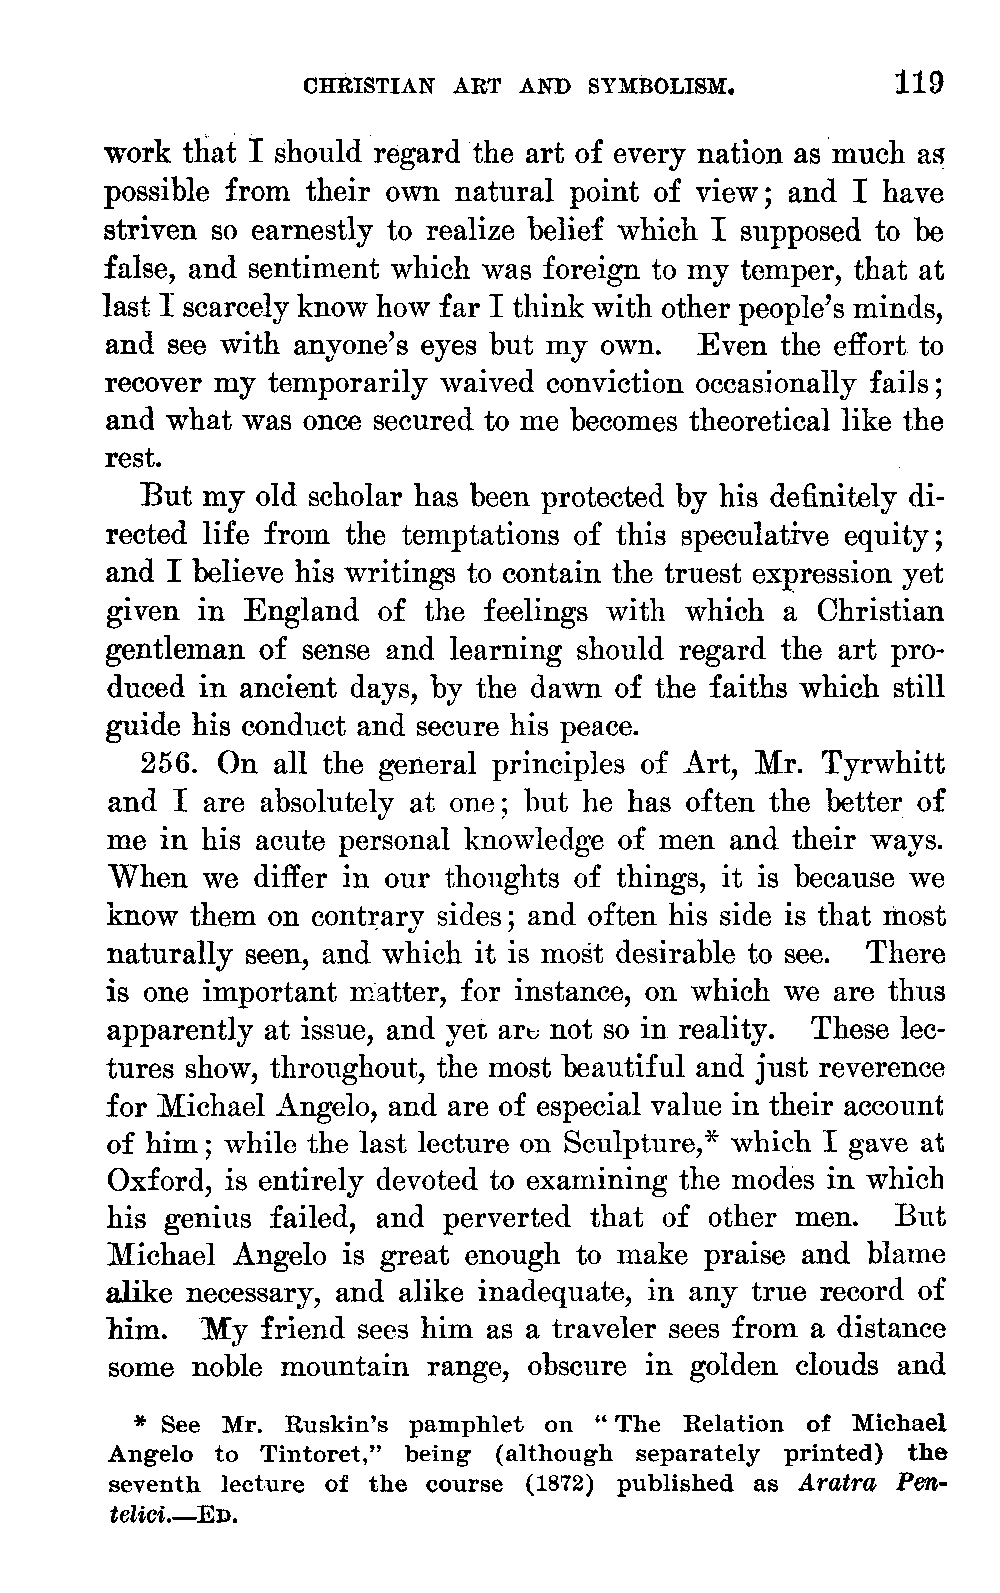 CHRISTIAN ART AND SYMBOLISM. 119
work that I should regard the art of every nation as much as
possible from their own natural point of view; and I have
striven so earnestly to realize belief which I supposed to be
false, and sentiment which was foreign to my temper, that at
last I scarcely know how far I think with other people's minds,
and see with anyone's eyes but my own. Even the effort to
recover my temporarily waived conviction occasionally fails;
and what was once secured to me becomes theoretical like the
rest.
But my old scholar has been protected by his definitely di-
rected life from the temptations of this speculative equity;
and I believe his writings to contain the truest expression yet
given in England of the feelings with which a Christian
gentleman of sense and learning should regard the art pro-
duced in ancient days, by the dawn of the faiths which still
guide his conduct and secure his peace.
256. On all the general principles of Art, Mr. Tyrwhitt
and I are absolutely at one; but he has often the better of
me in his acute personal knowledge of men and their ways.
When we differ in our thoughts of things, it is because we
know them on contrary sides; and often his side is that most
naturally seen, and which it is most desirable to see. There
is one important matter, for instance, on which we are thus
apparently at issue, and yet are not so in reality. These lec-
tures show, throughout, the most beautiful and just reverence
for Michael Angelo, and are of especial value in their account
of him; while the last lecture on Sculpture,* which I gave at
Oxford, is entirely devoted to examining the modes in which
his genius failed, and perverted that of other men. But
Michael Angelo is great enough to make praise and blame
alike necessary, and alike inadequate, in any true record of
him. My friend sees him as a traveler sees from a distance
some noble mountain range, obscure in golden clouds and
* See Mr. Ruskin's pamphlet on "The Relation of Michael
Angelo to Tintoret," being (although separately printed) the
seventh lecture of the course (1872) published as Aratra Pen-
telici.—ED.